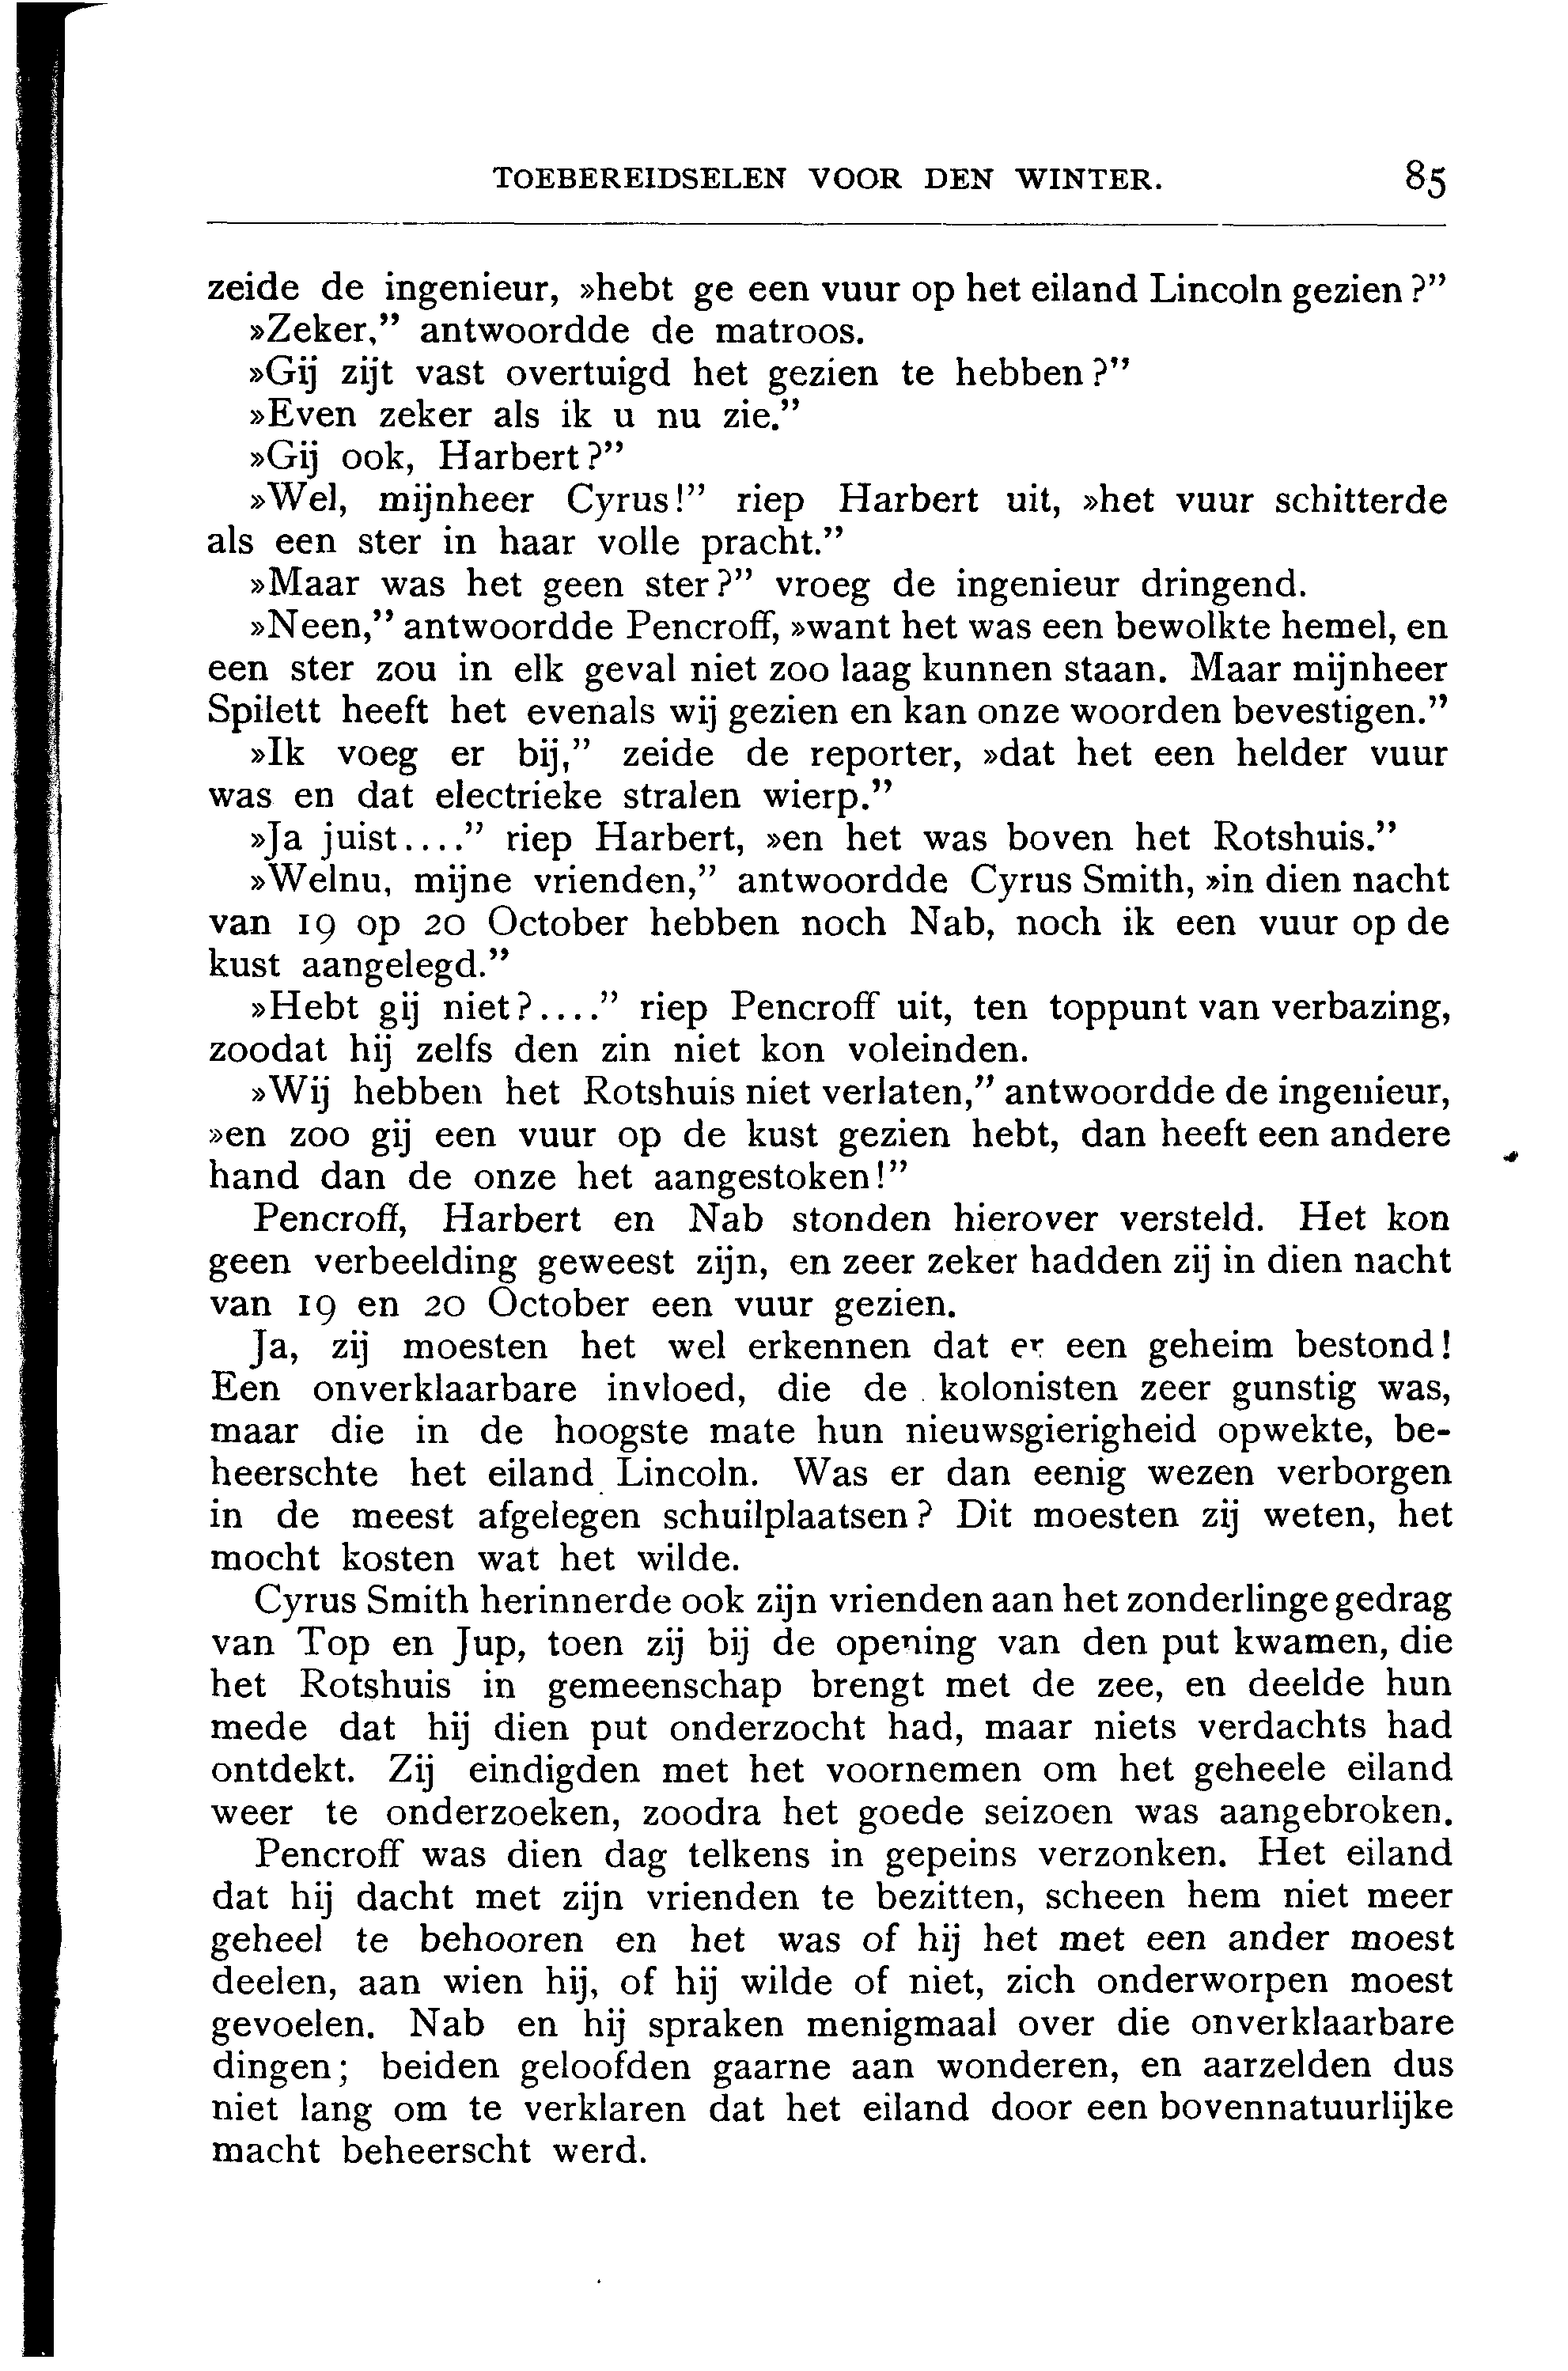 TOEBEREIDSELEN VOOR DEN WINTER. 85
zeide de ingenieur, »hebt ge een vuur op het eiland Lincoln gezien?”
»Zeker,” antwoordde de matroos.
»Gij zijt vast overtuigd het gezien te hebben?”
»Even zeker als ik u nu zie.”
»Gij ook, Harbert?”
»Wel, mijnheer Cyrus!” riep Harbert uit, »het vuur schitterde
als een ster in haar volle pracht.”
»Maar was het geen ster?” vroeg de ingenieur dringend.
»Neen,” antwoordde Pencroff, »want het was een bewolkte hemel, en
een ster zou in elk geval niet zoo laag kunnen staan. Maar mijnheer
Spilett heeft het evenals wij gezien en kan onze woorden bevestigen.”
»Ik voeg er bij,” zeide de reporter, »dat het een helder vuur
was en dat electrieke stralen wierp.”
»Ja juist....” riep Harbert, »en het was boven het Rotshuis.”
»Welnu, mijne vrienden,” antwoordde Cyrus Smith, »in dien nacht
van 19 op 20 October hebben noch Nab, noch ik een vuur op de
kust aangelegd.”
»Hebt gij niet?....” riep Pencroff uit, ten toppunt van verbazing,
zoodat hij zelfs den zin niet kon voleinden.
»Wij hebben het Rotshuis niet verlaten,” antwoordde de ingenieur,
»en zoo gij een vuur op de kust gezien hebt, dan heeft een andere
hand dan de onze het aangestoken!”
Pencroff, Harbert en Nab stonden hierover versteld. Het kon
geen verbeelding geweest zijn, en zeer zeker hadden zij in dien nacht
van 19 en 20 October een vuur gezien.
Ja, zij moesten het wel erkennen dat er een geheim bestond!
Een onverklaarbare invloed, die de kolonisten zeer gunstig was,
maar die in de hoogste mate hun nieuwsgierigheid opwekte, be-
heerschte het eiland Lincoln. Was er dan eenig wezen verborgen
in de meest afgelegen schuilplaatsen? Dit moesten zij weten, het
mocht kosten wat het wilde.
Cyrus Smith herinnerde ook zijn vrienden aan het zonderlinge gedrag
van Top en Jup, toen zij bij de opening van den put kwamen, die
het Rotshuis in gemeenschap brengt met de zee, en deelde hun
mede dat hij dien put onderzocht had, maar niets verdachts had
ontdekt. Zij eindigden met het voornemen om het geheele eiland
weer te onderzoeken, zoodra het goede seizoen was aangebroken.
Pencroff was dien dag telkens in gepeins verzonken. Het eiland
dat hij dacht met zijn vrienden te bezitten, scheen hem niet meer
geheel te behooren en het was of hij het met een ander moest
deelen, aan wien hij, of hij wilde of niet, zich onderworpen moest
gevoelen. Nab en hij spraken menigmaal over die onverklaarbare
dingen; beiden geloofden gaarne aan wonderen, en aarzelden dus
niet lang om te verklaren dat het eiland door een bovennatuurlijke
macht beheerscht werd.